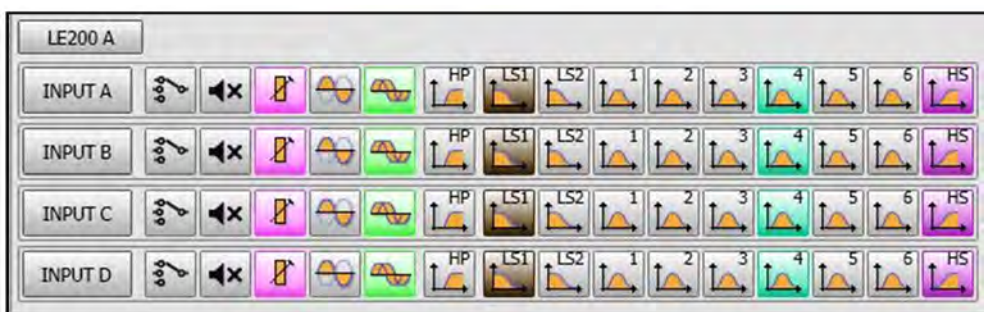 LE200 A
INPUT A HP LS1 LS2 1 2 3 4 5 6 HS
INPUT B HP LS1 LS2 1 2 3 4 5 6 HS
INPUT C HP LS1 LS2 1 2 3 4 5 6 HS
INPUT D HP LS1 LS2 1 2 3 4 5 6 HS